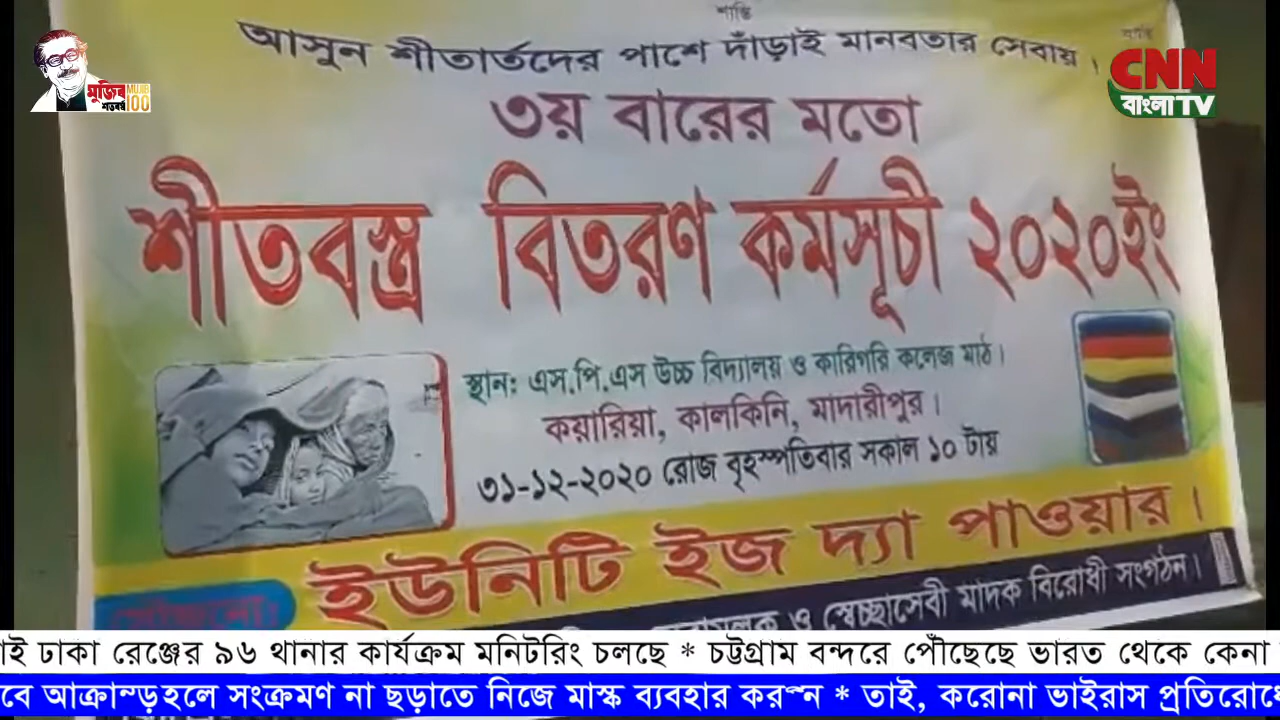 শান্তি
আসুন শীতার্তদের পাশে দাঁড়াই মানবতার সেবায় ।
মুজিব
শতবর্ষ
MUJIB
100
CNN
বাংলা TV
৩য় বারের মতো
শীতবস্ত্র বিতরণ কর্মসূচী ২০২০ইং
স্থান: এস.পি.এস উচ্চ বিদ্যালয় ও কারিগরি কলেজ মাঠ।
কয়ারিয়া, কালকিনি, মাদারীপুর।
৩১-১২-২০২০ রোজ বৃহস্পতিবার সকাল ১০ টায়
ইউনিটি ইজ দ্যা পাওয়ার ।
ও স্বেচ্ছাসেবী মাদক বিরোধী সংগঠন।
াই ঢাকা রেঞ্জের ৯৬ থানার কার্যক্রম মনিটরিং চলছে * চট্টগ্রাম বন্দরে পৌঁছেছে ভারত থেকে কেনা
বে আক্রান্ড়হলে সংক্রমণ না ছড়াতে নিজে মাস্ক ব্যবহার কর“ন * তাই, করোনা ভাইরাস প্রতিরোধে